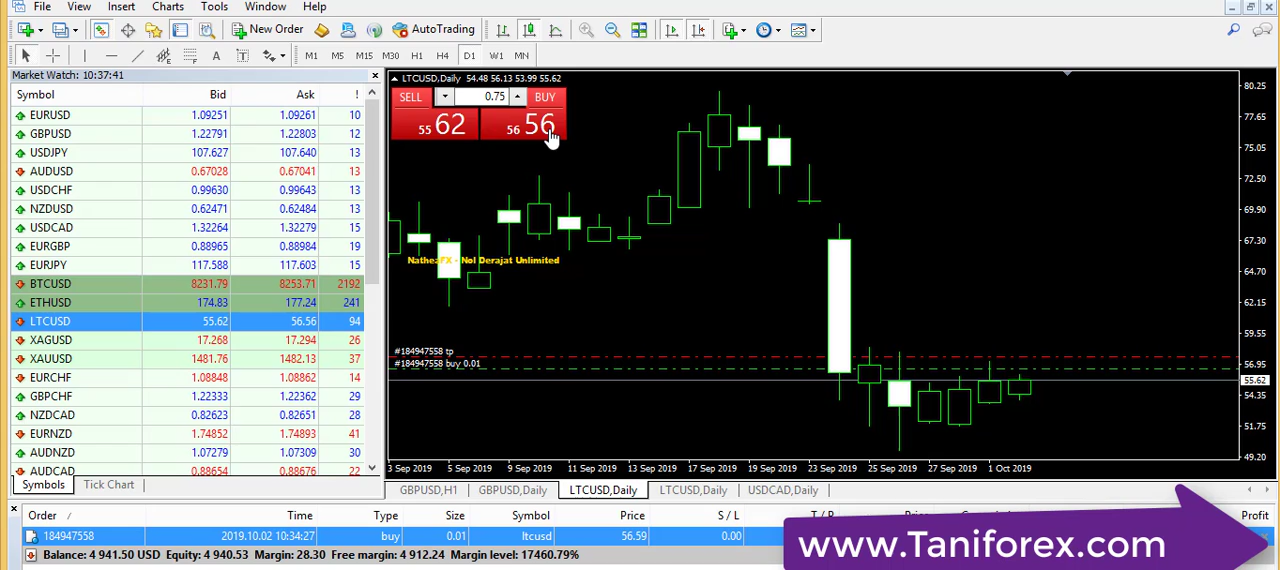 File View Insert Charts Tools Window Help
New Order AutoTrading
A T M1 M5 M15 M30 H1 H4 D1 W1 MN
Market Watch: 10:37:41
Symbol Bid Ask !
EURUSD 1.09251 1.09261 10
GBPUSD 1.22791 1.22803 12
USDJPY 107.627 107.640 13
AUDUSD 0.67028 0.67041 13
USDCHF 0.99630 0.99643 13
NZDUSD 0.62471 0.62484 13
USDCAD 1.32264 1.32279 15
EURGBP 0.88965 0.88984 19
EURJPY 117.588 117.603 15
BTCUSD 8231.79 8253.71 2192
ETHUSD 174.83 177.24 241
LTCUSD 55.62 56.56 94
XAGUSD 17.268 17.294 26
XAUUSD 1481.76 1482.13 37
EURCHF 1.08848 1.08862 14
GBPCHF 1.22333 1.22362 29
NZDCAD 0.82623 0.82651 28
EURNZD 1.74852 1.74893 41
AUDNZD 1.07279 1.07309 30
AUDCAD 0.88654 0.88676 22
Symbols Tick Chart
LTCUSD,Daily 54.48 56.13 53.99 55.62
SELL 0.75 BUY
55 62 56 56
NathezFX - Nol Derajat Unlimited
#184947558 tp
#184947558 buy 0.01
80.25
77.65
75.05
72.50
69.90
67.30
64.70
62.15
59.55
56.95
55.62
54.35
51.75
49.20
3 Sep 2019 5 Sep 2019 9 Sep 2019 11 Sep 2019 13 Sep 2019 17 Sep 2019 19 Sep 2019 23 Sep 2019 25 Sep 2019 27 Sep 2019 1 Oct 2019
GBPUSD,H1 GBPUSD,Daily LTCUSD,Daily LTCUSD,Daily USDCAD,Daily
Order / Time Type Size Symbol Price S / L T / P Profit
184947558 2019.10.02 10:34:27 buy 0.01 ltcusd 56.59 0.00
Balance: 4 941.50 USD Equity: 4 940.53 Margin: 28.30 Free margin: 4 912.24 Margin level: 17460.79%
www.Taniforex.com